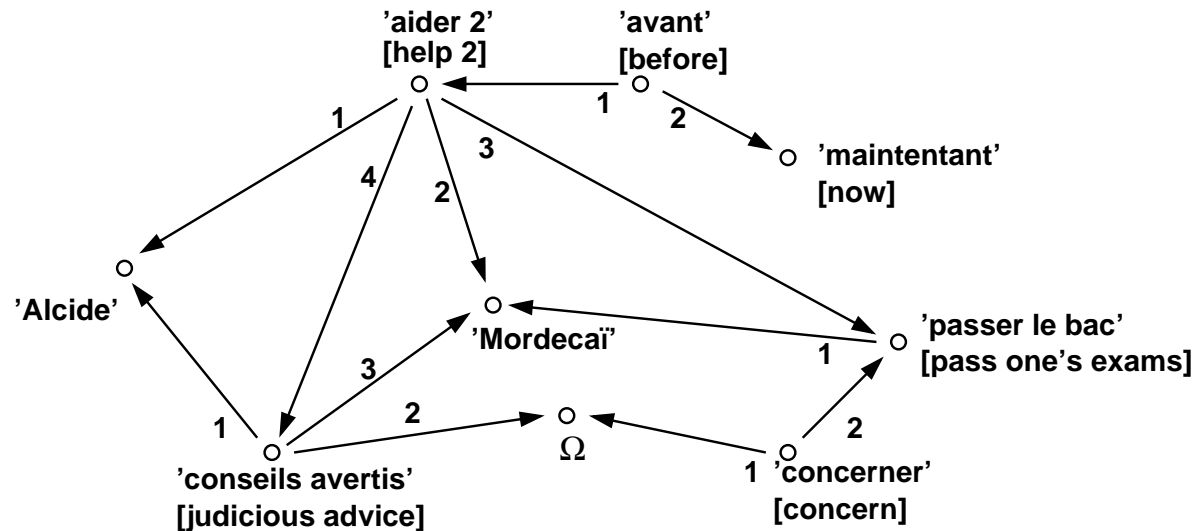 ’aider 2’
[help 2]
’avant’
[before]
1
2
1
3
4
2
’maintentant’
[now]
’Alcide’
’Mordecaï’
1
’passer le bac’
[pass one's exams]
3
2
1
2
Ω
1
’conseils avertis’
[judicious advice]
’concerner’
[concern]